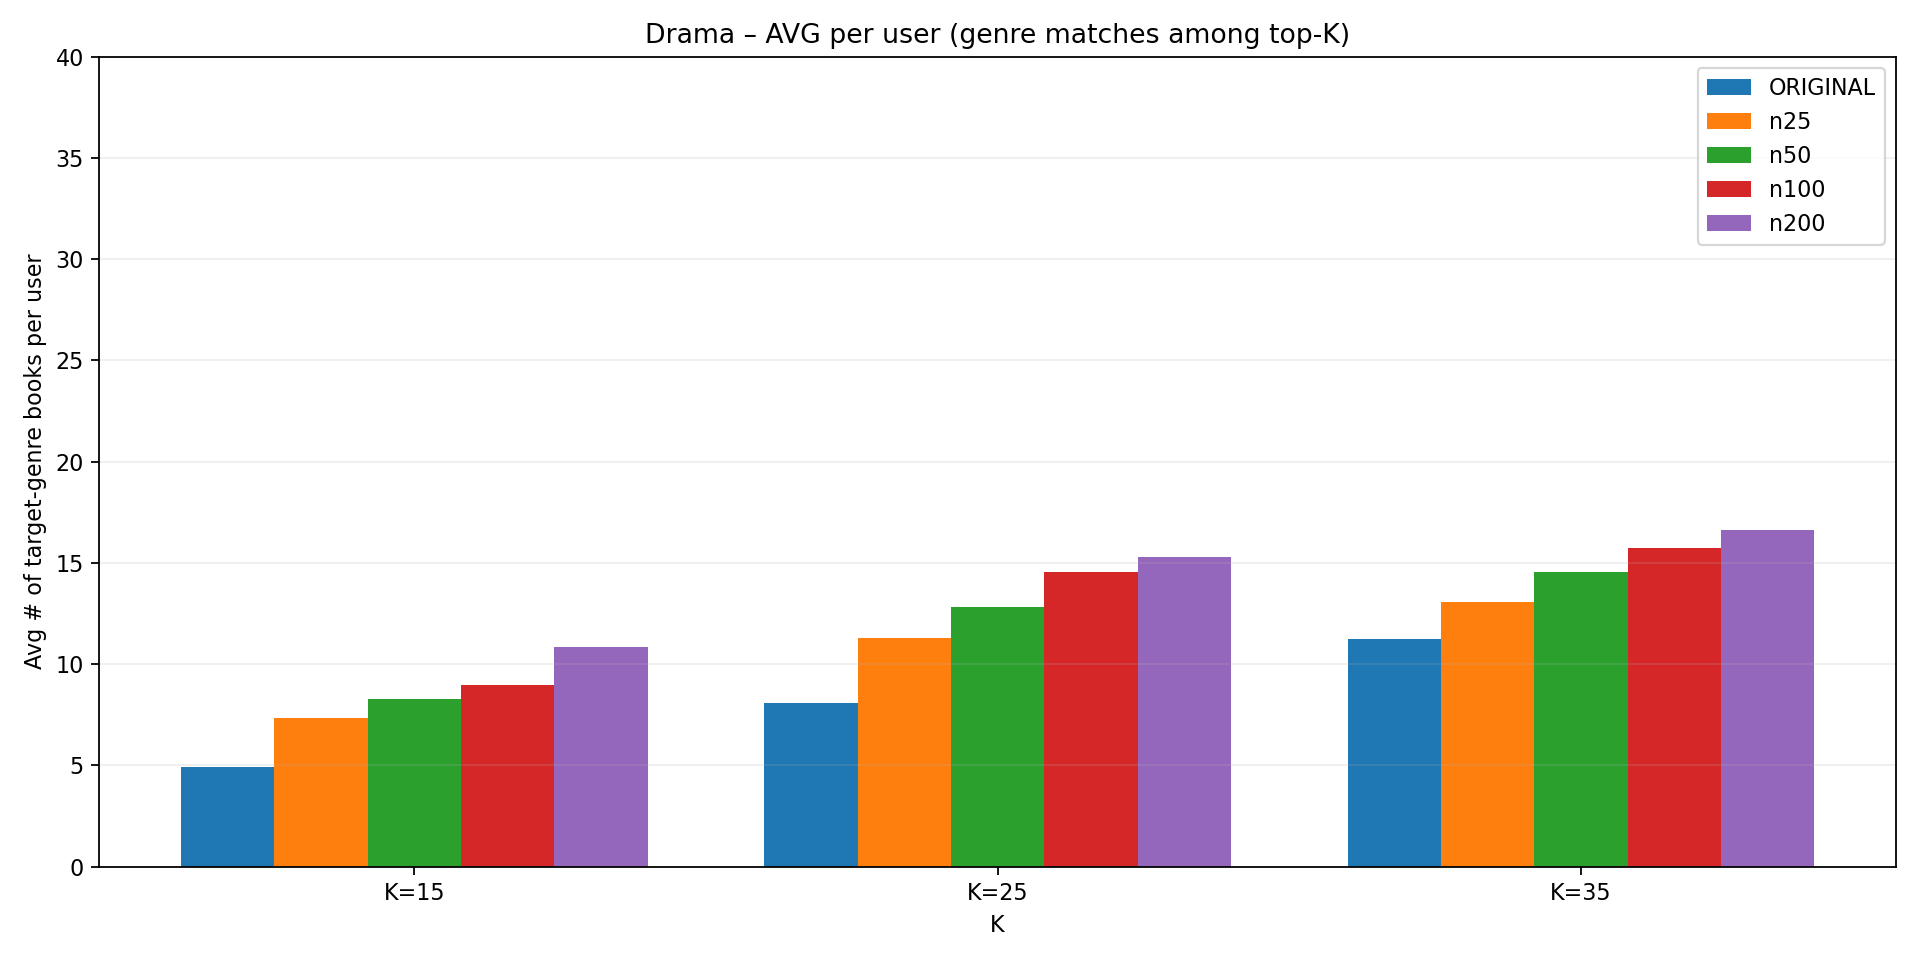 Drama – AVG per user (genre matches among top-K)
Avg # of target-genre books per user
40
35
30
25
20
15
10
5
0
ORIGINAL
n25
n50
n100
n200
K=15
K=25
K=35
K